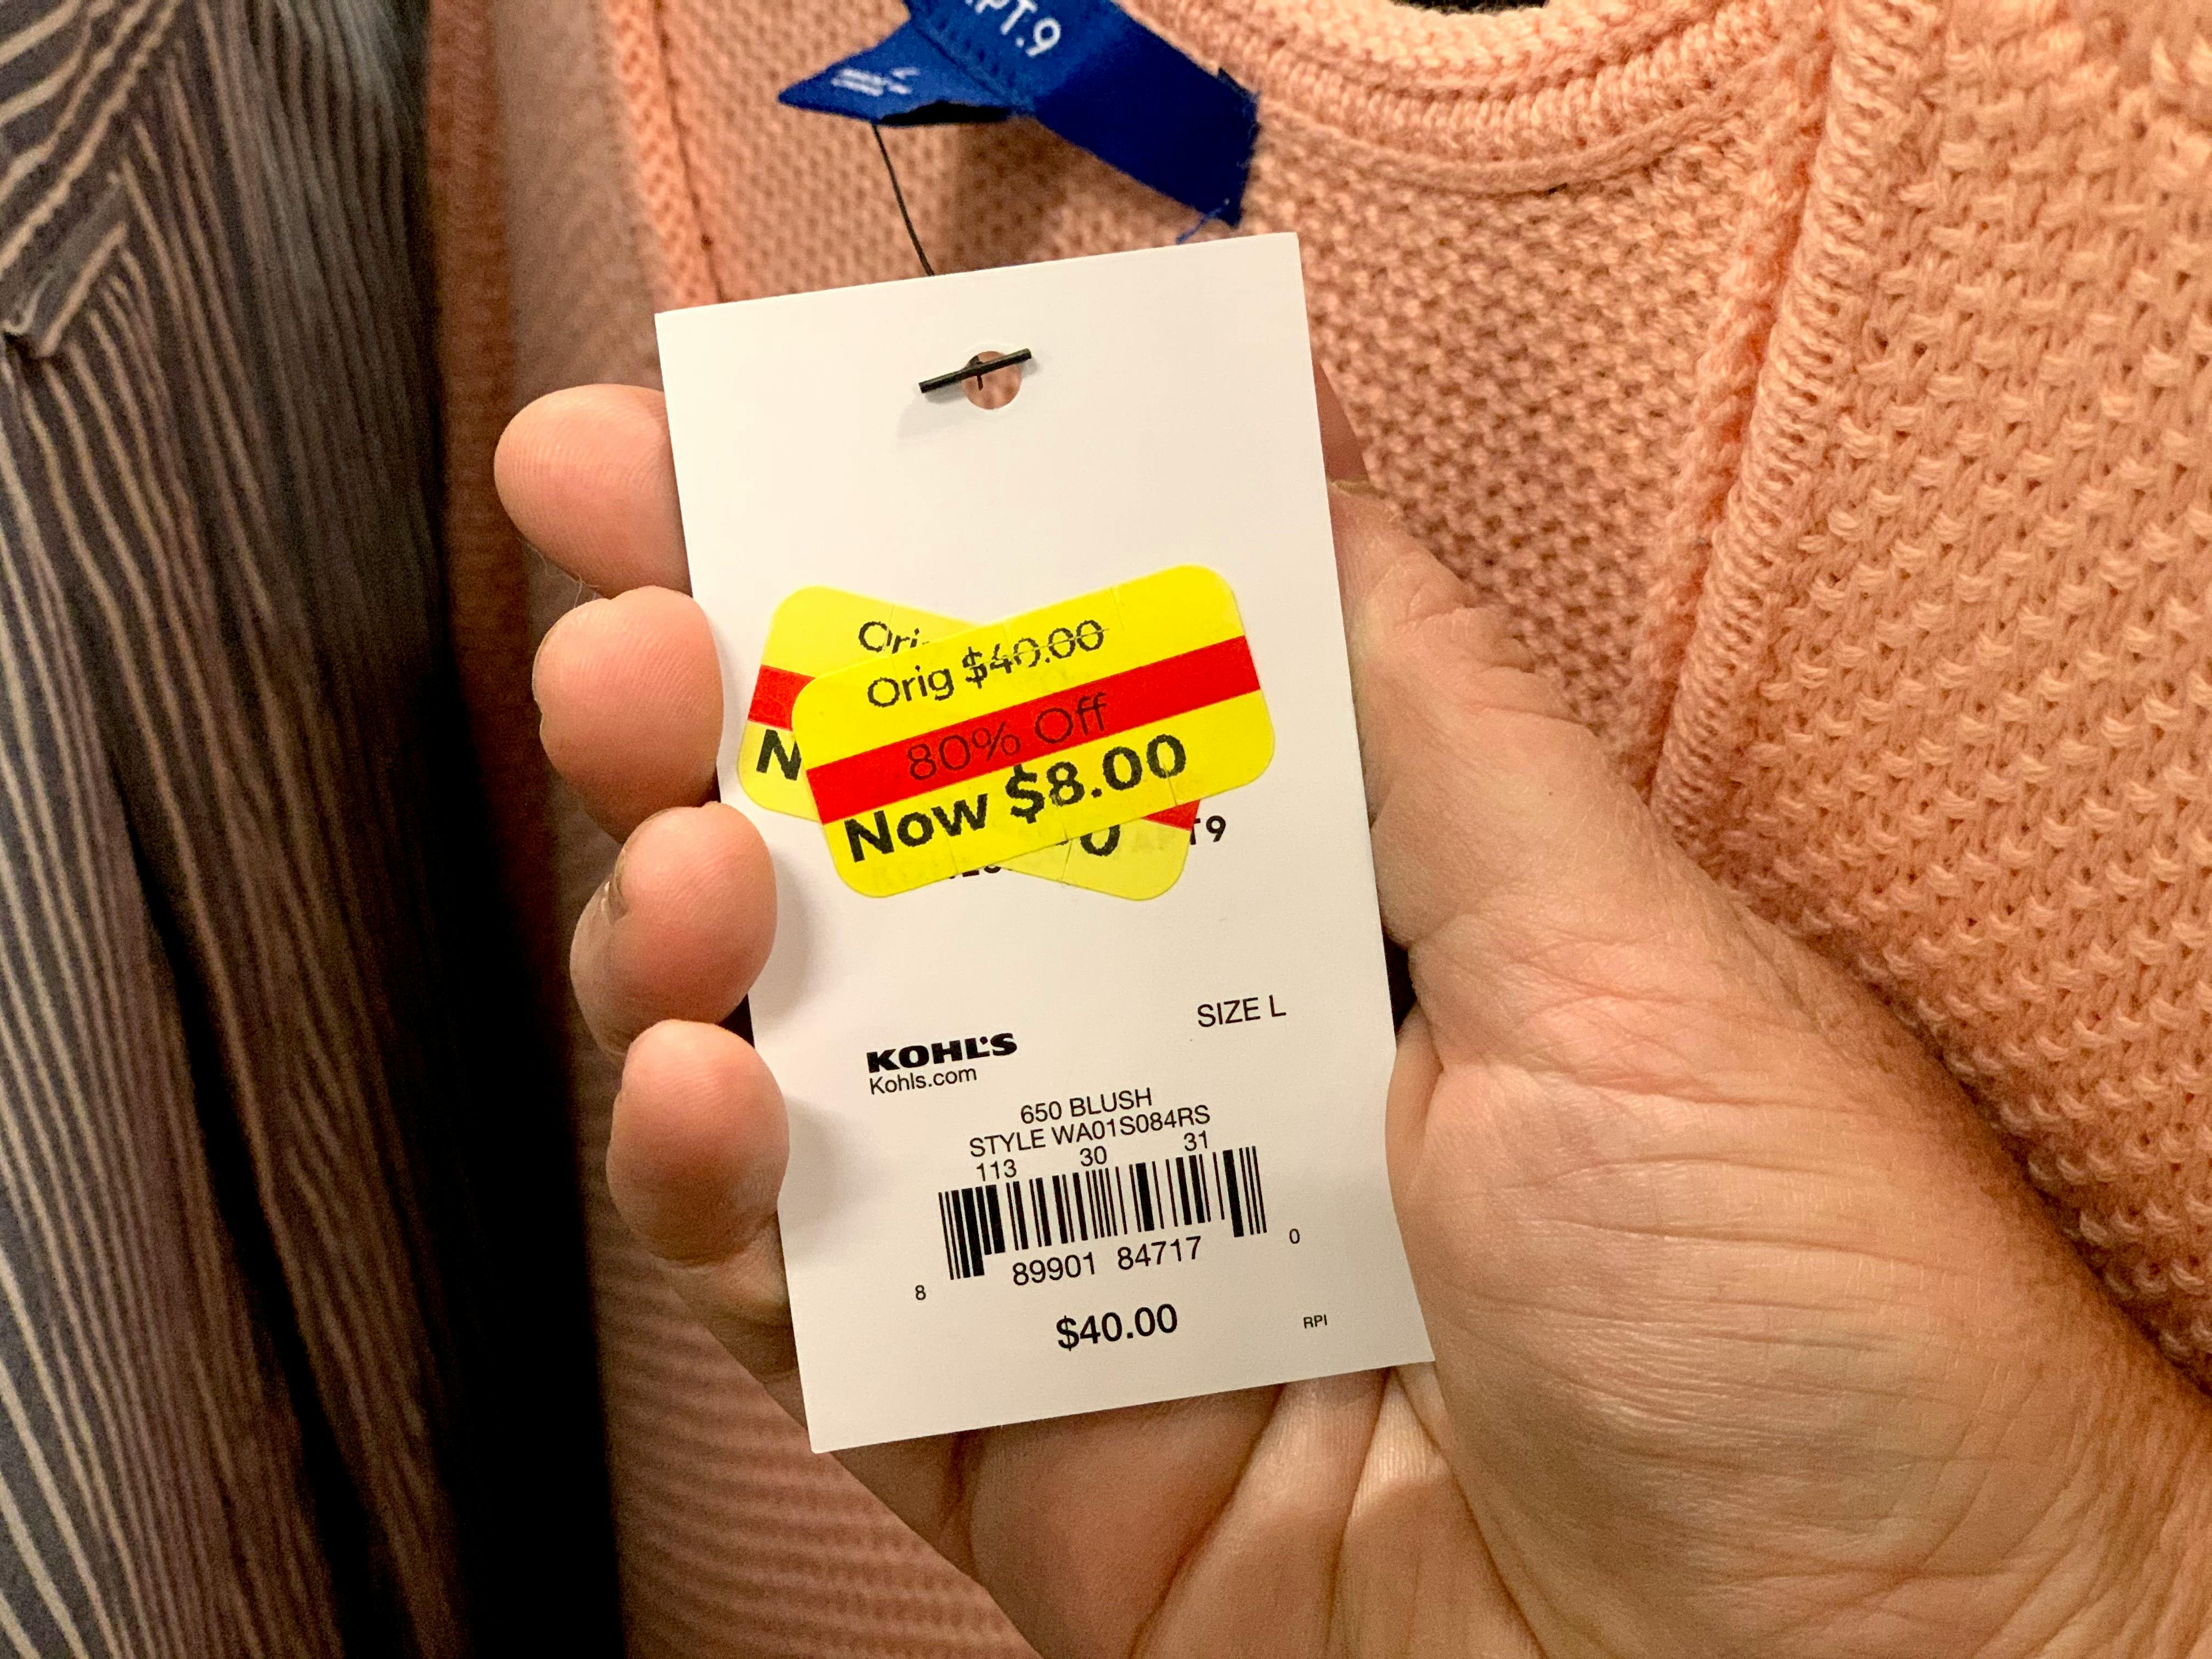 PT.9
L
Orig $40.00
80% Off
Now $8.00
T9
SIZE L
KOHL'S
Kohls.com
650 BLUSH
STYLE WA01S084RS
113 30 31
8 89901 84717 0
$40.00
RPI